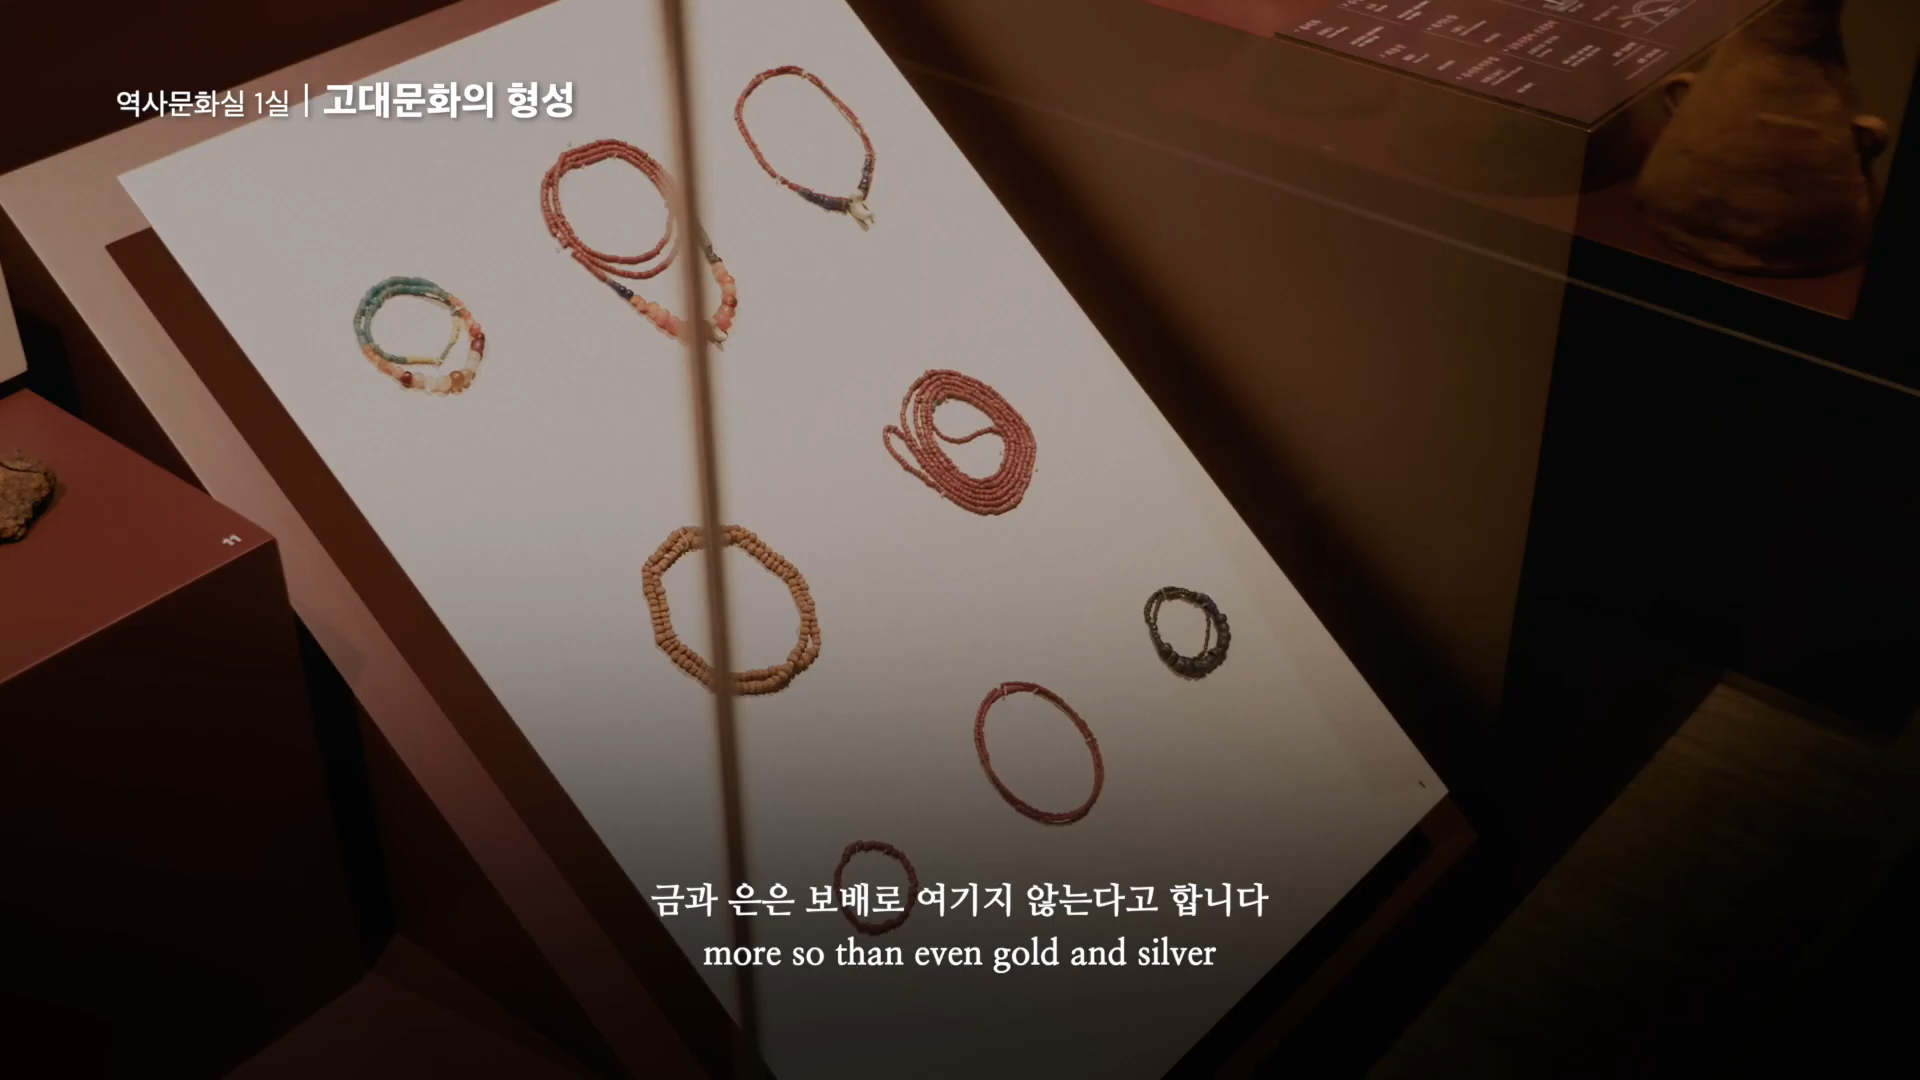 역사문화실 1실 | 고대문화의 형성
11
금과 은은 보배로 여기지 않는다고 합니다
more so than even gold and silver